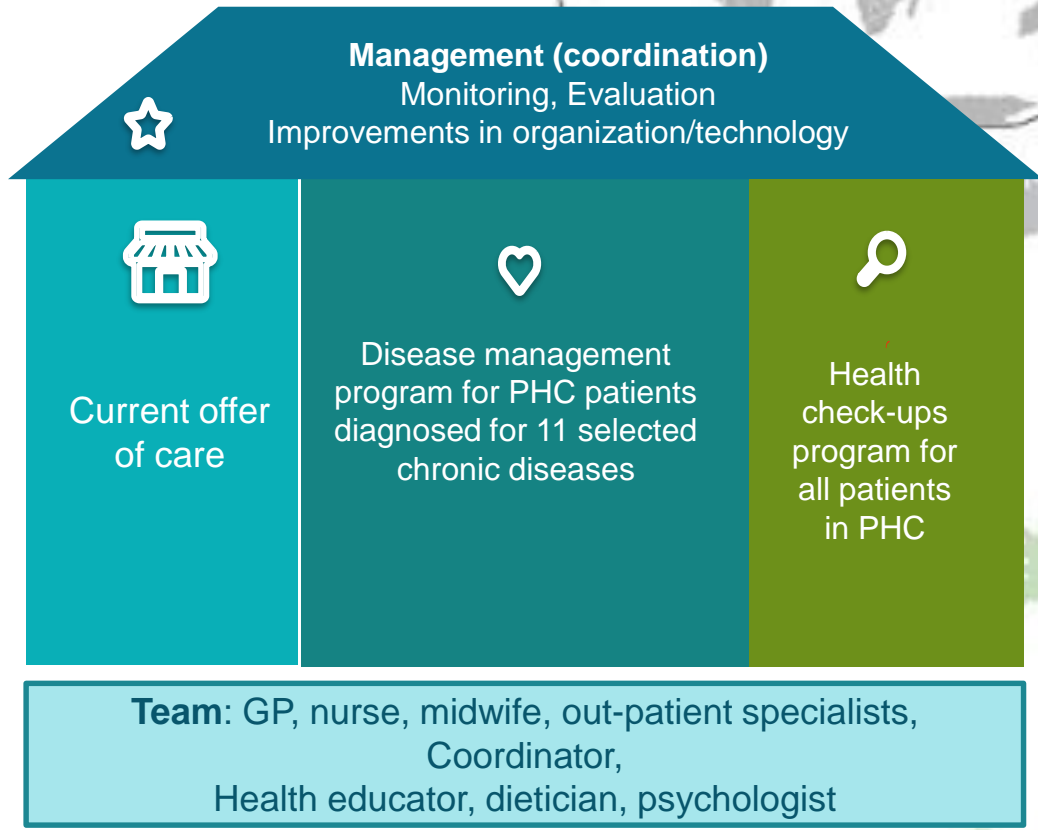 Management (coordination)
Monitoring, Evaluation
Improvements in organization/technology
Current offer
of care
Disease management
program for PHC patients
diagnosed for 11 selected
chronic diseases
Health
check-ups
program for
all patients
in PHC
Team: GP, nurse, midwife, out-patient specialists,
Coordinator,
Health educator, dietician, psychologist